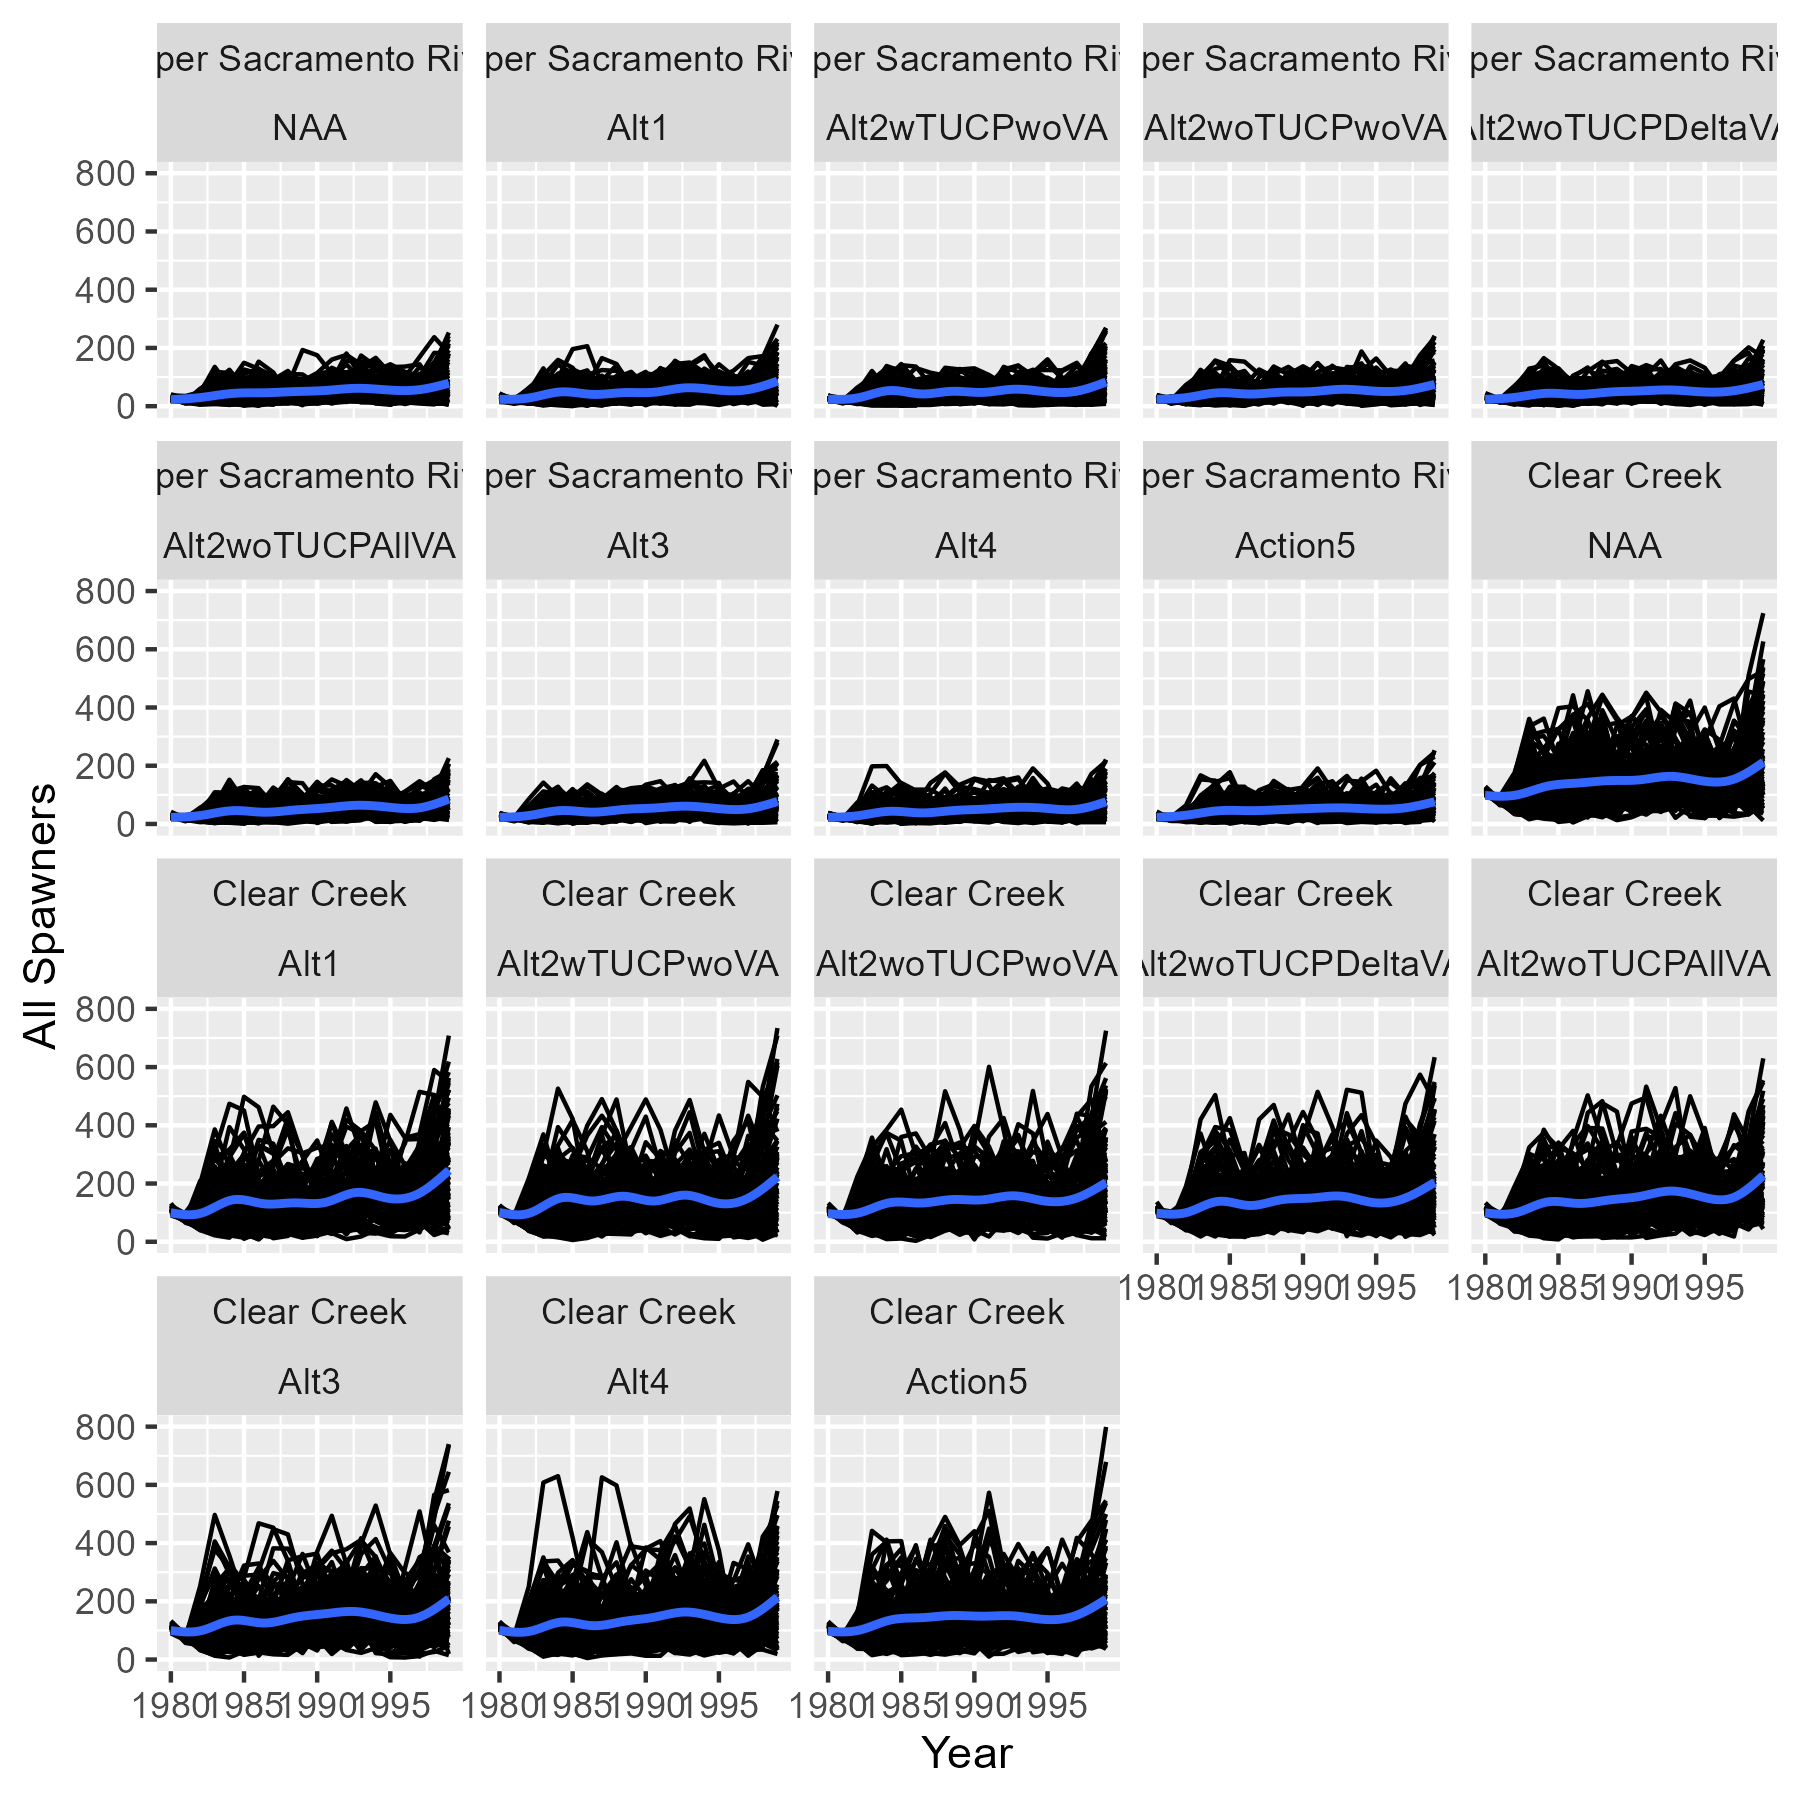 per Sacramento Riv per Sacramento Riv per Sacramento Riv per Sacramento Riv per Sacramento Riv
NAA Alt1 Alt2wTUCPwoVA Alt2woTUCPwoVA Alt2woTUCPDeltaVA
800
600
400
200
0
per Sacramento Riv per Sacramento Riv per Sacramento Riv per Sacramento Riv Clear Creek
Alt2woTUCPAllVA Alt3 Alt4 Action5 NAA
800
600
400
200
0
All Spawners
Clear Creek Clear Creek Clear Creek Clear Creek Clear Creek
Alt1 Alt2wTUCPwoVA Alt2woTUCPwoVA Alt2woTUCPDeltaVA Alt2woTUCPAllVA
800
600
400
200
0
1980 1985 1990 1995 1980 1985 1990 1995
Clear Creek Clear Creek Clear Creek
Alt3 Alt4 Action5
800
600
400
200
0
1980 1985 1990 1995 1980 1985 1990 1995 1980 1985 1990 1995
Year